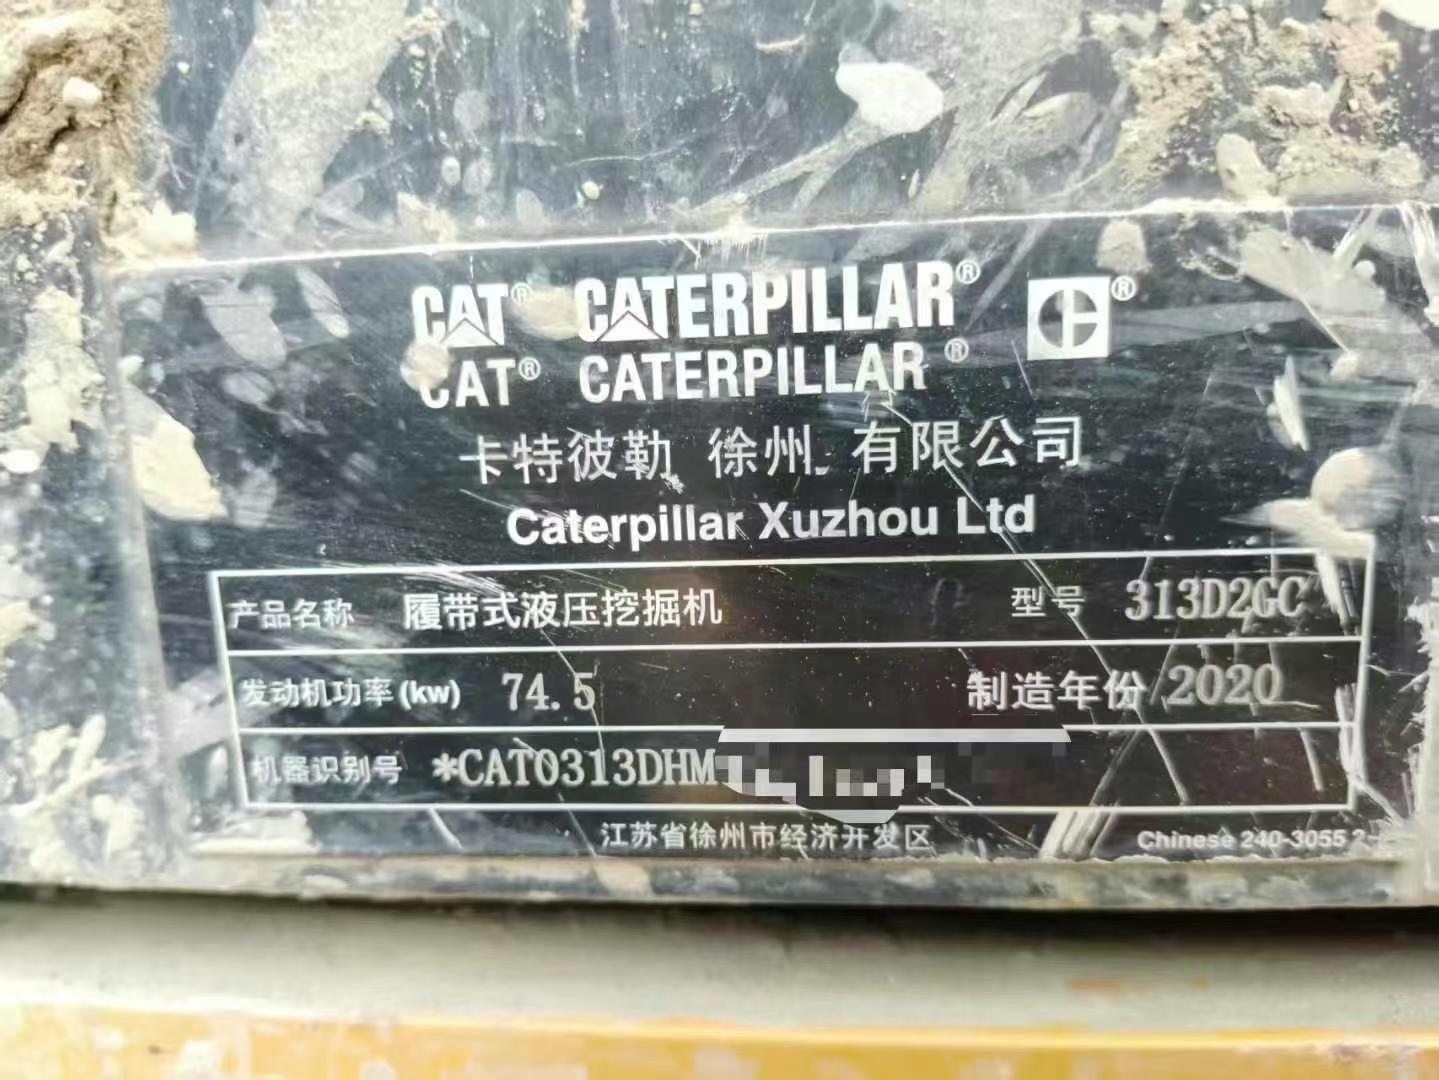 CAT® CATERPILLAR® ®
CAT® CATERPILLAR®
卡特彼勒 徐州 有限公司
Caterpillar Xuzhou Ltd
产品名称 履带式液压挖掘机 型号 313D2GC
发动机功率(kw) 74.5 制造年份 2020
机器识别号 *CAT0313DHM
江苏省徐州市经济开发区 Chinese 240-3055 2